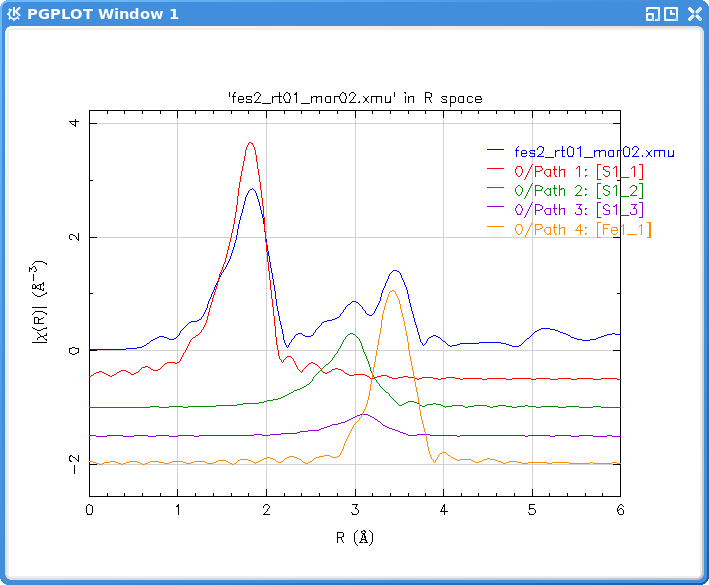 PGPLOT Window 1
'fes2_rt01_mar02.xmu' in R space
fes2_rt01_mar02.xmu
0/Path 1: [S1_1]
0/Path 2: [S1_2]
0/Path 3: [S1_3]
0/Path 4: [Fe1_1]
|χ(R)| (Å⁻³)
4
2
0
−2
0 1 2 3 4 5 6
R (Å)